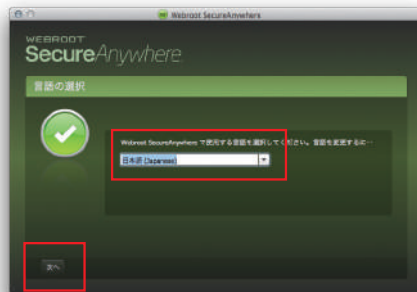 Webroot SecureAnywhere
WEBROOT
SecureAnywhere
言語の選択
Webroot SecureAnywhere で使用する言語を選択してください。言語を変更するに…
日本語 (Japanese)
次へ